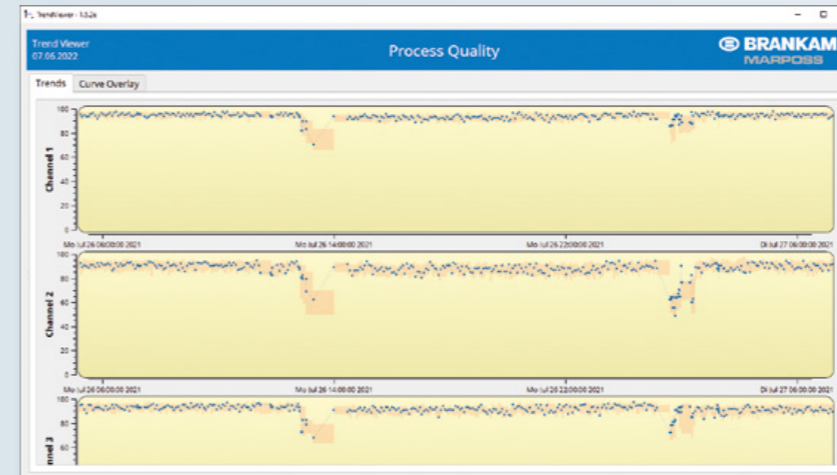 TrendViewer - 1.5.2a
Trend Viewer
07.06.2022
Process Quality
BRANKAM
MARPOSS
Trends
Curve Overlay
100
80
60
40
20
0
Channel 1
Mo Jul 26 06:00:00 2021
Mo Jul 26 14:00:00 2021
Mo Jul 26 22:00:00 2021
Di Jul 27 06:00:00 2021
100
80
60
40
20
0
Channel 2
Mo Jul 26 06:00:00 2021
Mo Jul 26 14:00:00 2021
Mo Jul 26 22:00:00 2021
Di Jul 27 06:00:00 2021
100
80
60
nnel 3